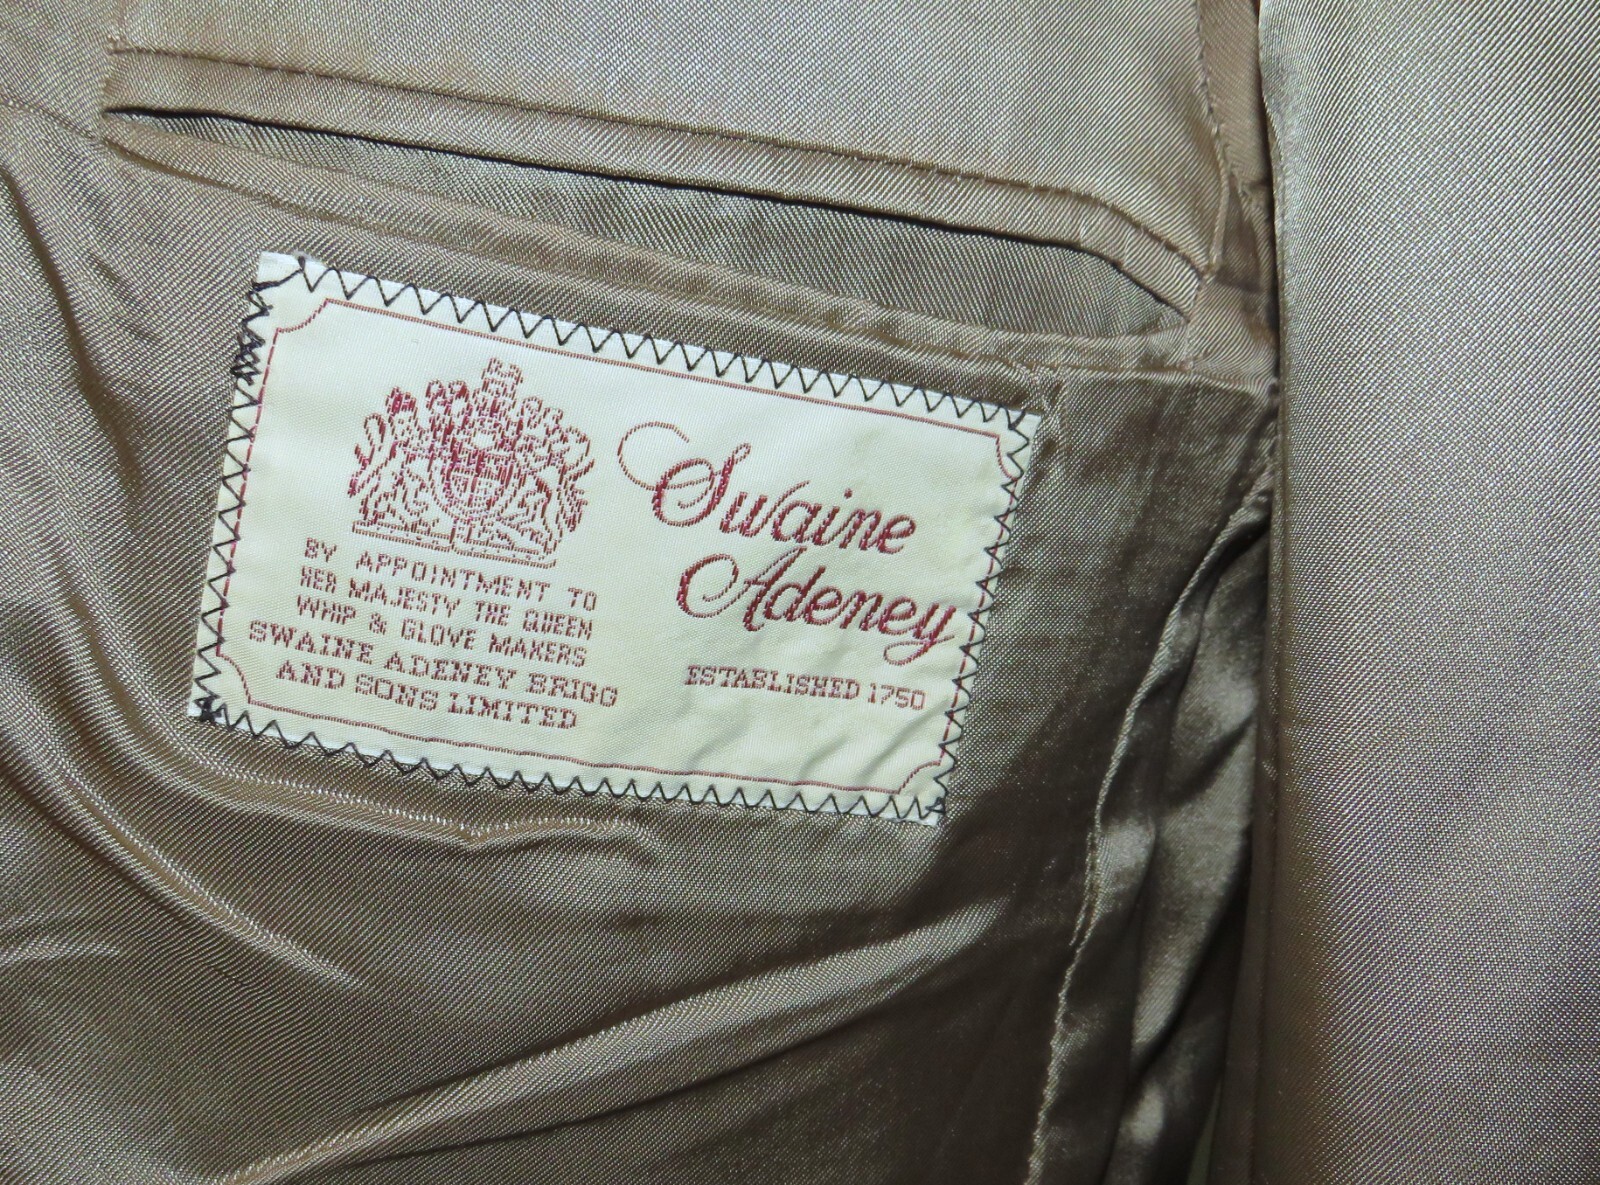 BY APPOINTMENT TO
HER MAJESTY THE QUEEN
WHIP & GLOVE MAKERS
SWAINE ADENEY BRIGG
AND SONS LIMITED
Swaine
Adeney
ESTABLISHED 1750